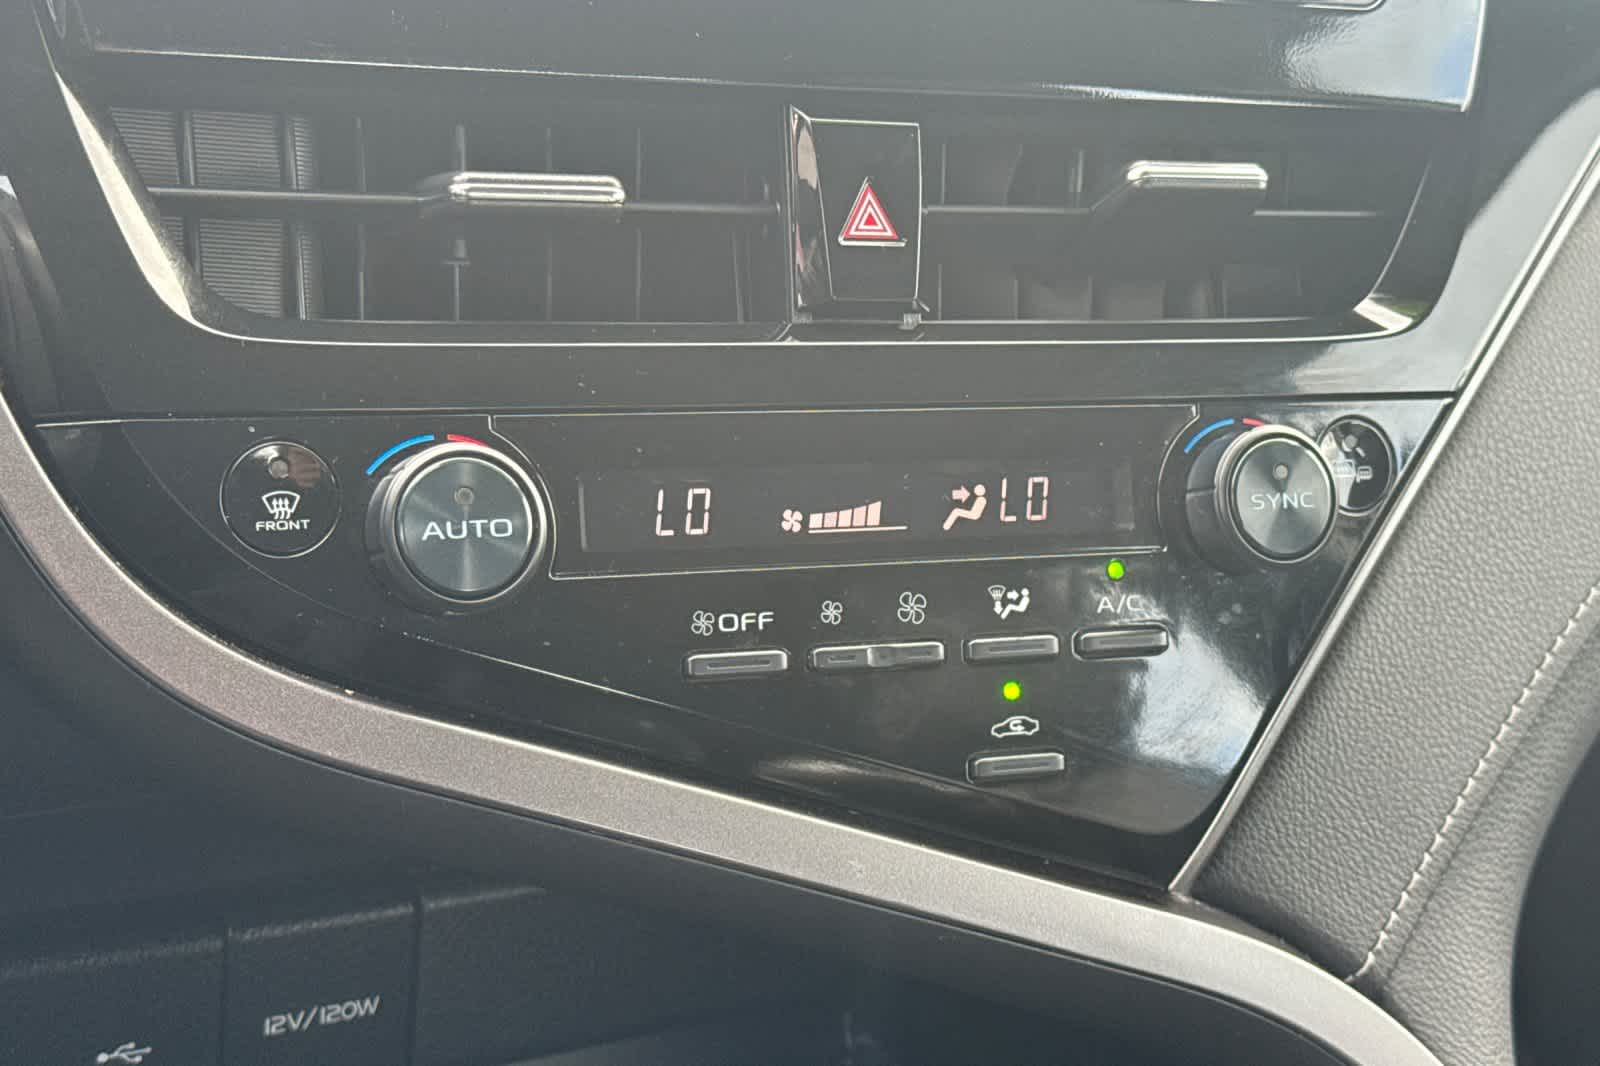 FRONT
AUTO
LO
LO
SYNC
OFF
A/C
12V/120W